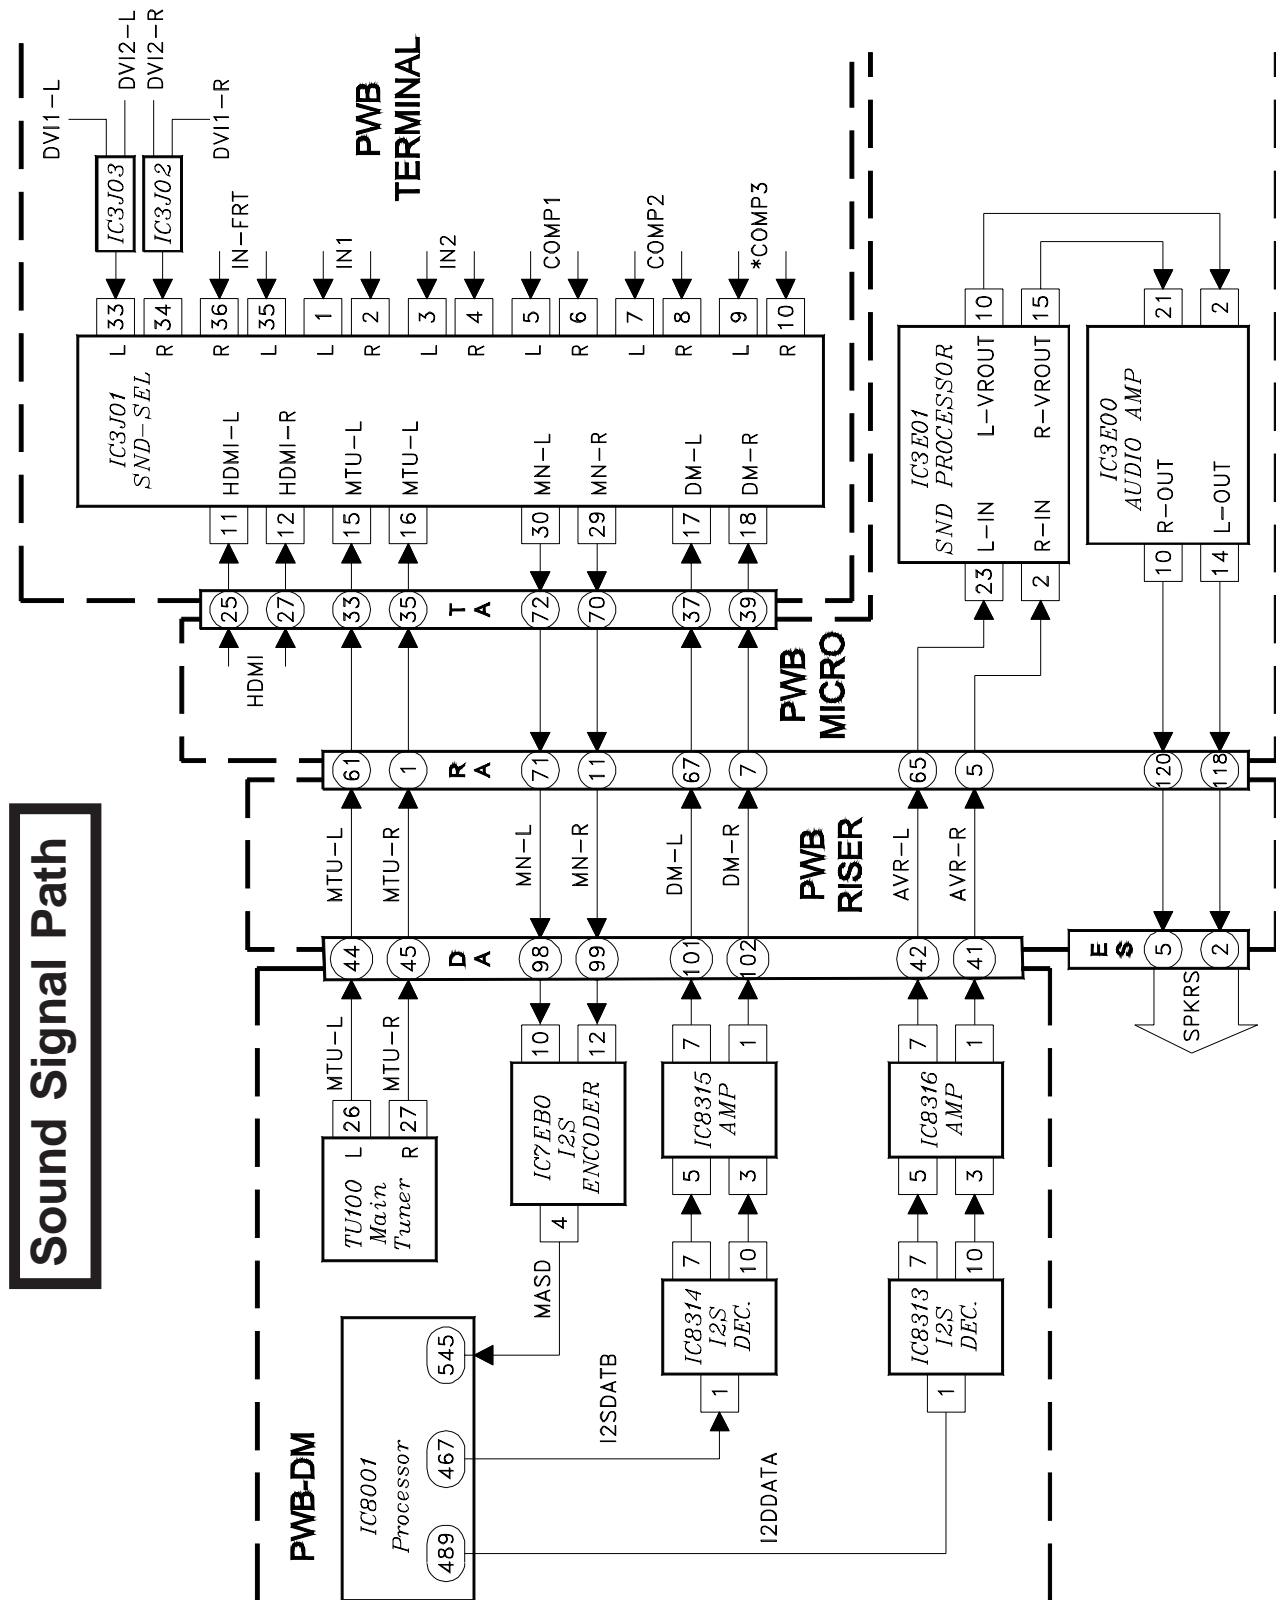 Sound Signal Path
PWB-DM
IC8001
Processor
489
467
545
MASD
I2SDATB
I2DDATA
TU100
Main
Tuner
L
R
26
27
MTU-L
MTU-R
IC7EB0
I2S
ENCODER
4
10
12
IC8314
I2S
DEC.
1
7
10
IC8315
AMP
5
3
7
1
IC8313
I2S
DEC.
1
7
10
IC8316
AMP
5
3
7
1
DA
44
45
98
99
101
102
42
41
MTU-L
MTU-R
MN-L
MN-R
DM-L
DM-R
AVR-L
AVR-R
PWB
RISER
RA
61
1
71
11
67
7
65
5
120
118
ES
5
2
SPKRS
PWB
MICRO
HDMI
TA
25
27
33
35
72
70
37
39
PWB
TERMINAL
IC3J01
SND-SEL
11
12
15
16
30
29
17
18
HDMI-L
HDMI-R
MTU-L
MTU-L
MN-L
MN-R
DM-L
DM-R
L
R
R
L
L
R
L
R
L
R
L
R
L
R
33
34
36
35
1
2
3
4
5
6
7
8
9
10
IC3J03
IC3J02
DVI1-L
DVI2-L
DVI2-R
DVI1-R
IN-FRT
IN1
IN2
COMP1
COMP2
*COMP3
IC3E01
SND PROCESSOR
L-IN
L-VROUT
R-IN
R-VROUT
23
2
10
15
IC3E00
AUDIO AMP
R-OUT
L-OUT
10
14
21
2